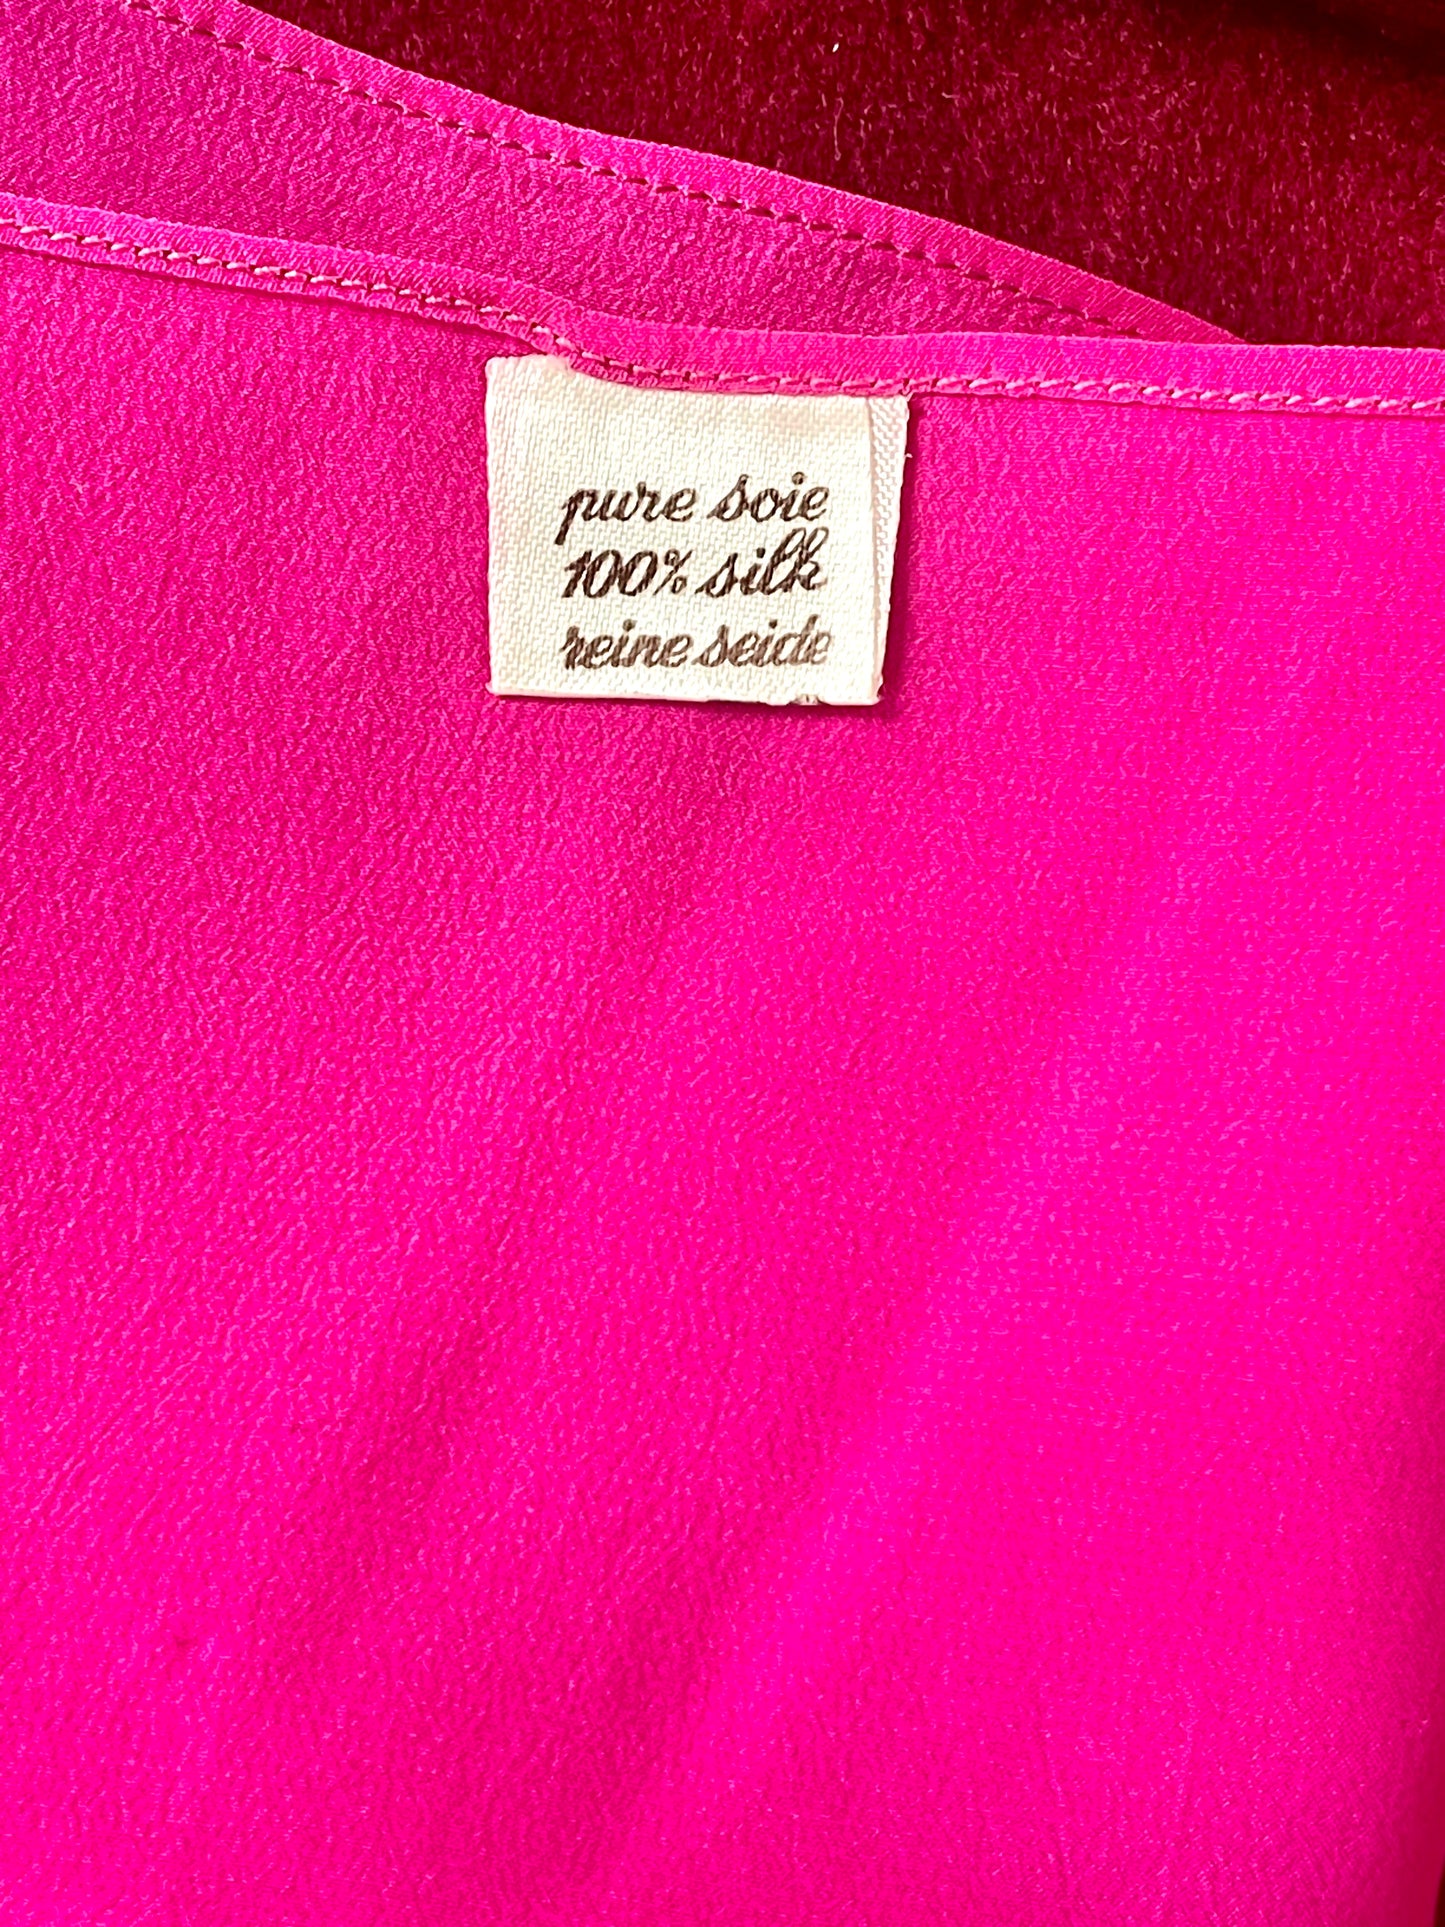 pure soie
100% silk
reine seide